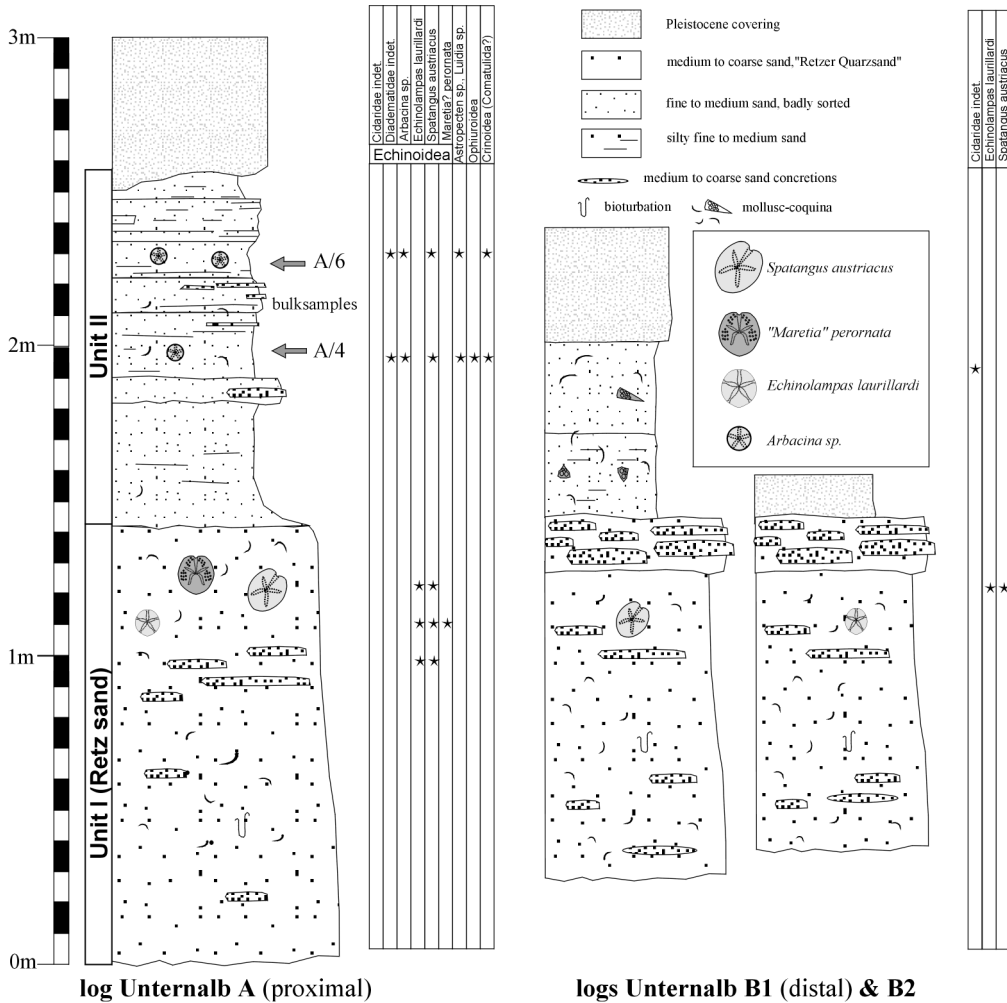 3m
2m
1m
0m
Unit II
Unit I (Retz sand)
A/6
bulksamples
A/4
Cidaridae indet.
Diadematidae indet.
Arbacina sp.
Echinolampas laurillardi
Spatangus austriacus
Maretia? perornata
Astropecten sp., Luidia sp.
Ophiuroidea
Crinoidea (Comatulida?)
Echinoidea
log Unternalb A (proximal)
Pleistocene covering
medium to coarse sand,"Retzer Quarzsand"
fine to medium sand, badly sorted
silty fine to medium sand
medium to coarse sand concretions
bioturbation
mollusc-coquina
Spatangus austriacus
"Maretia" perornata
Echinolampas laurillardi
Arbacina sp.
Cidaridae indet.
Echinolampas laurillardi
Spatangus austriacus
logs Unternalb B1 (distal) & B2